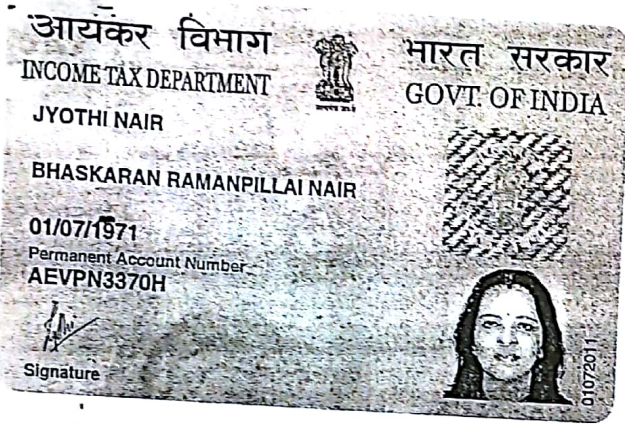 आयकर विभाग
INCOME TAX DEPARTMENT
भारत सरकार
GOVT. OF INDIA
JYOTHI NAIR
BHASKARAN RAMANPILLAI NAIR
01/07/1971
Permanent Account Number
AEVPN3370H
Signature
01072011